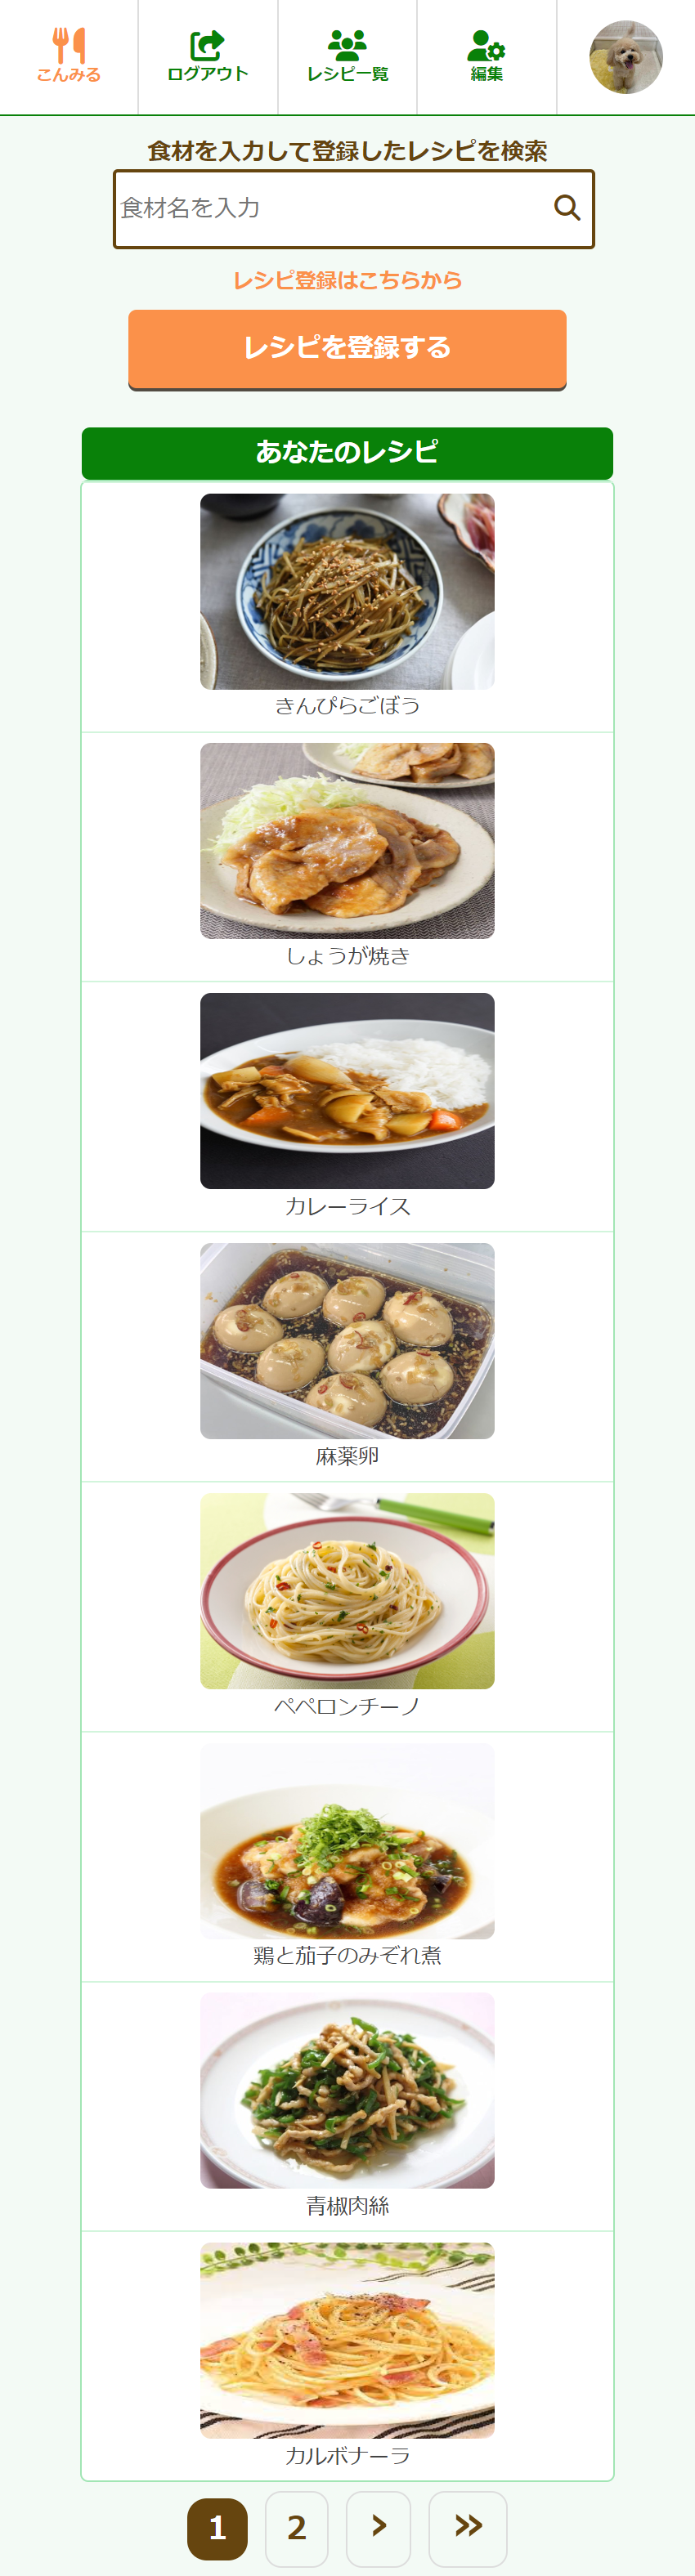 こんみる
ログアウト
レシピ一覧
編集
食材を入力して登録したレシピを検索
食材名を入力
レシピ登録はこちらから
レシピを登録する
あなたのレシピ
きんぴらごぼう
しょうが焼き
カレーライス
麻薬卵
ペペロンチーノ
鶏と茄子のみぞれ煮
青椒肉絲
カルボナーラ
1 2 › »